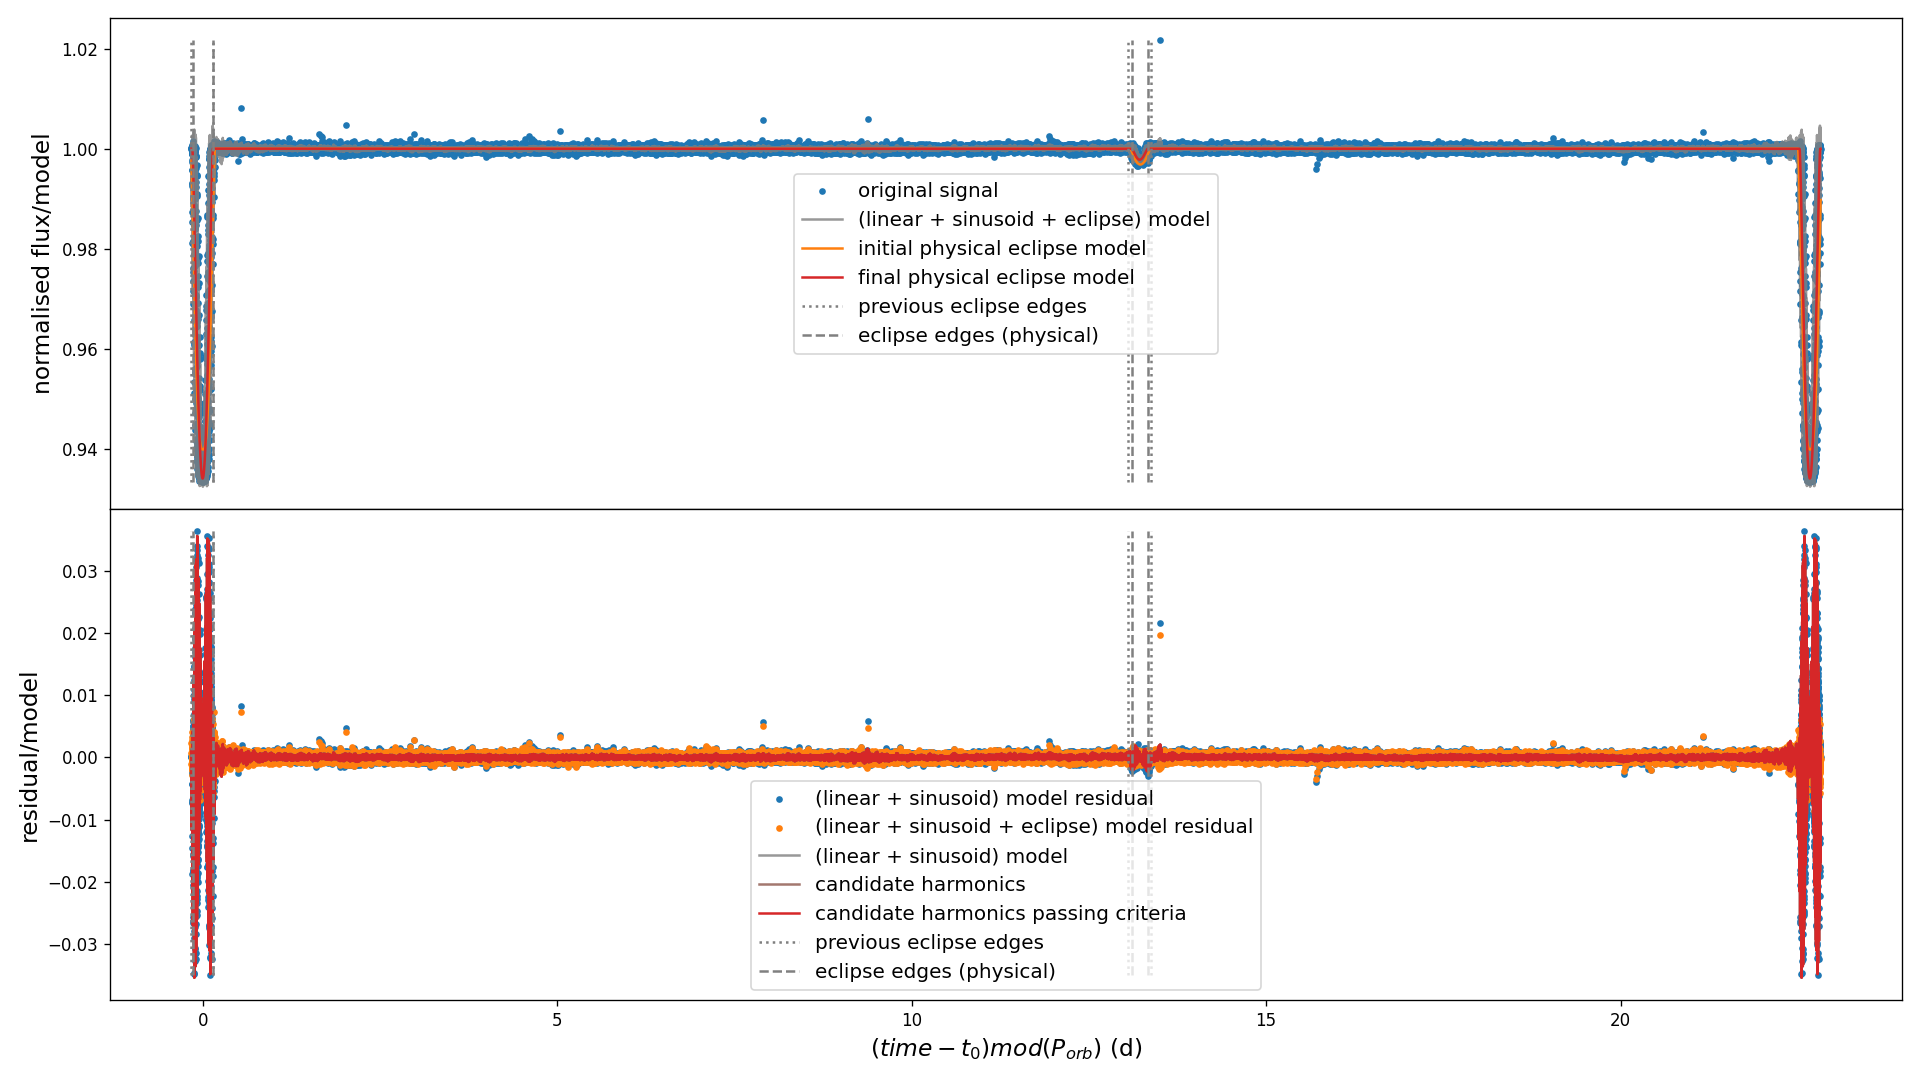 normalised flux/model
1.02
1.00
0.98
0.96
0.94
original signal
(linear + sinusoid + eclipse) model
initial physical eclipse model
final physical eclipse model
previous eclipse edges
eclipse edges (physical)
residual/model
0.03
0.02
0.01
0.00
−0.01
−0.02
−0.03
(linear + sinusoid) model residual
(linear + sinusoid + eclipse) model residual
(linear + sinusoid) model
candidate harmonics
candidate harmonics passing criteria
previous eclipse edges
eclipse edges (physical)
0 5 10 15 20
(time − t₀)mod(P_orb) (d)